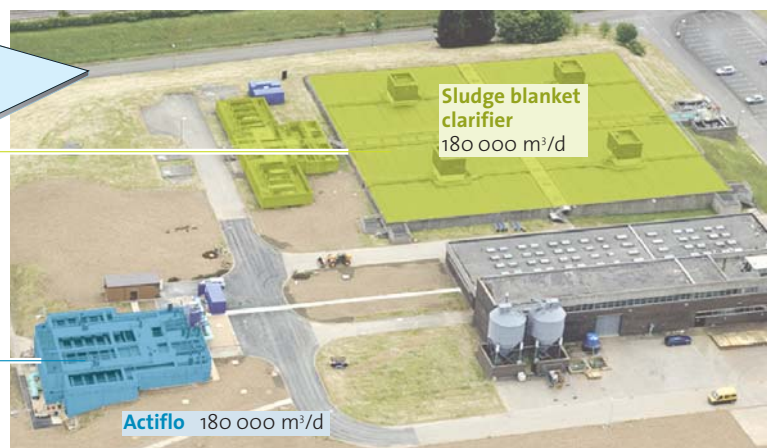 Sludge blanket
clarifier
180 000 m³/d
Actiflo 180 000 m³/d